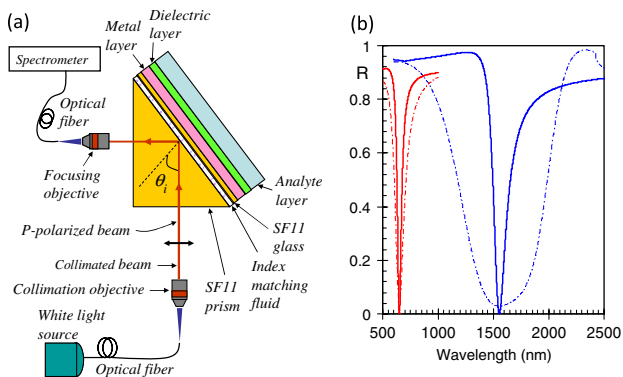 (a)
Metal
layer
Dielectric
layer
Spectrometer
Optical
fiber
Focusing
objective
θi
Analyte
layer
P-polarized beam
SF11
glass
Index
matching
fluid
Collimated beam
SF11
prism
Collimation objective
White light
source
Optical fiber
(b)
R
1
0.8
0.6
0.4
0.2
0
500 1000 1500 2000 2500
Wavelength (nm)